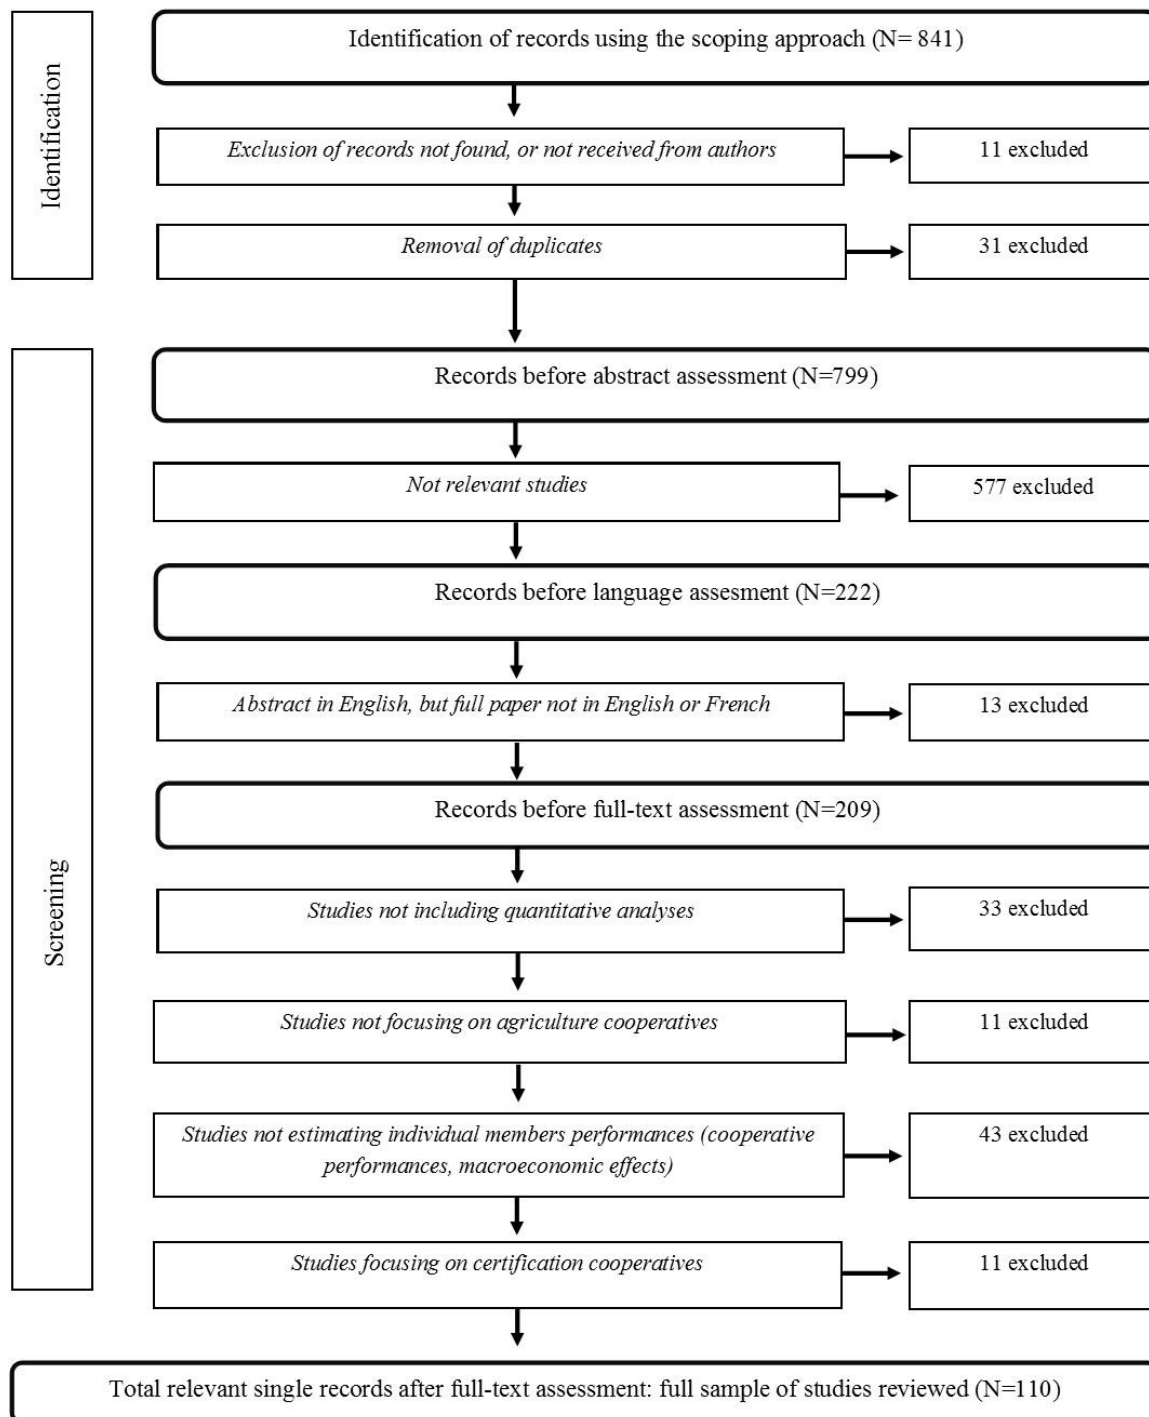 Identification
Identification of records using the scoping approach (N= 841)
Exclusion of records not found, or not received from authors
11 excluded
Removal of duplicates
31 excluded
Screening
Records before abstract assessment (N=799)
Not relevant studies
577 excluded
Records before language assesment (N=222)
Abstract in English, but full paper not in English or French
13 excluded
Records before full-text assessment (N=209)
Studies not including quantitative analyses
33 excluded
Studies not focusing on agriculture cooperatives
11 excluded
Studies not estimating individual members performances (cooperative
performances, macroeconomic effects)
43 excluded
Studies focusing on certification cooperatives
11 excluded
Total relevant single records after full-text assessment: full sample of studies reviewed (N=110)